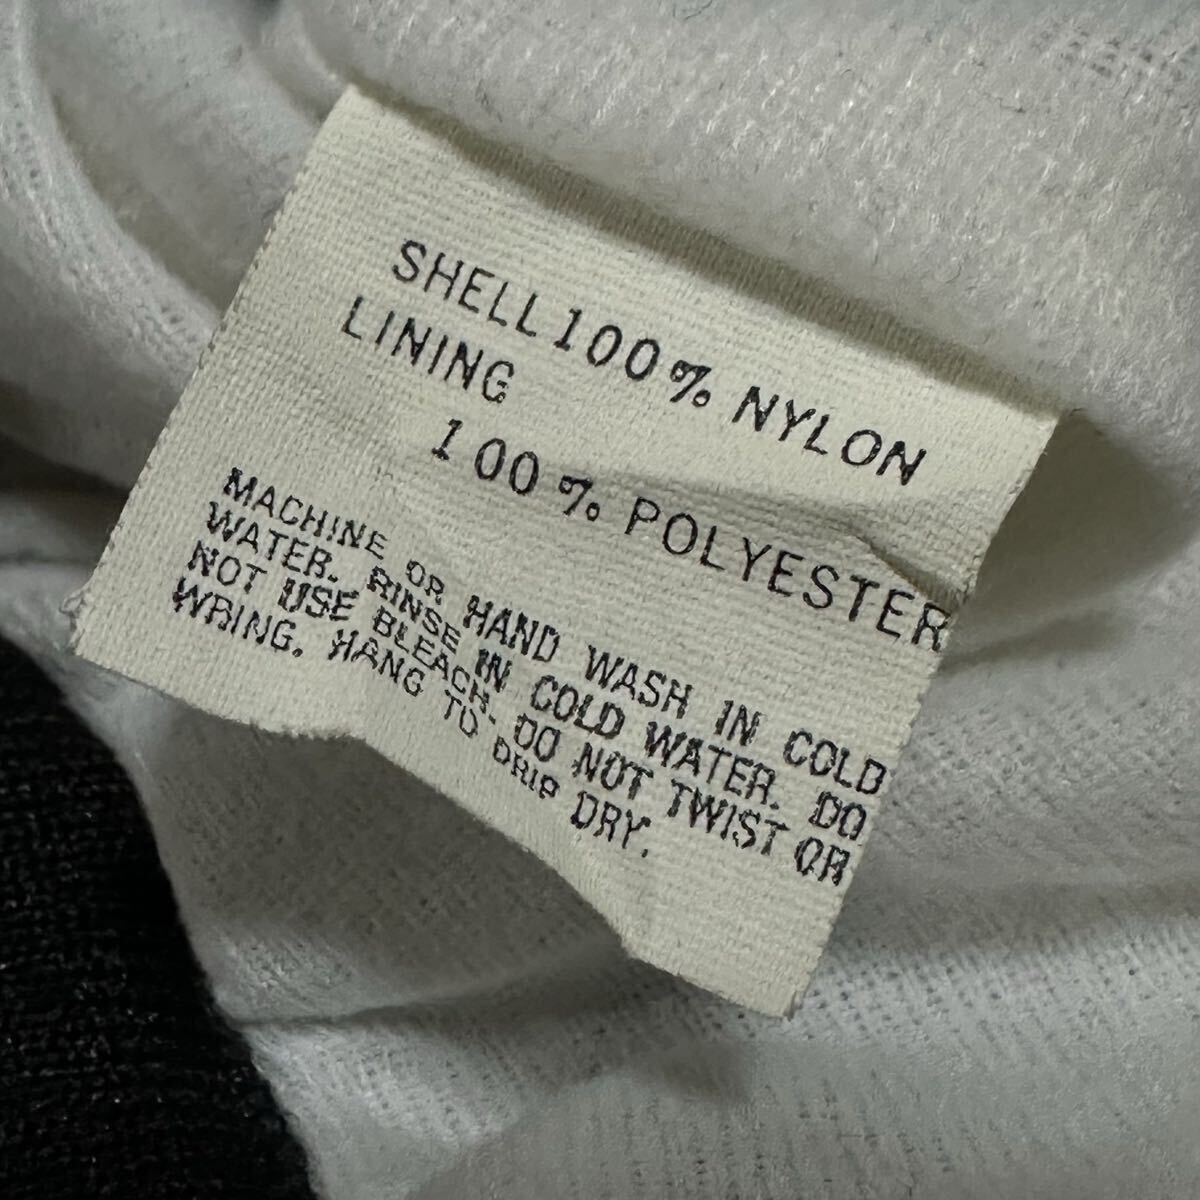 SHELL 100% NYLON
LINING
100% POLYESTER
MACHINE OR HAND WASH IN COLD
WATER. RINSE IN COLD WATER. DO
NOT USE BLEACH. DO NOT TWIST OR
WRING. HANG TO DRIP DRY.